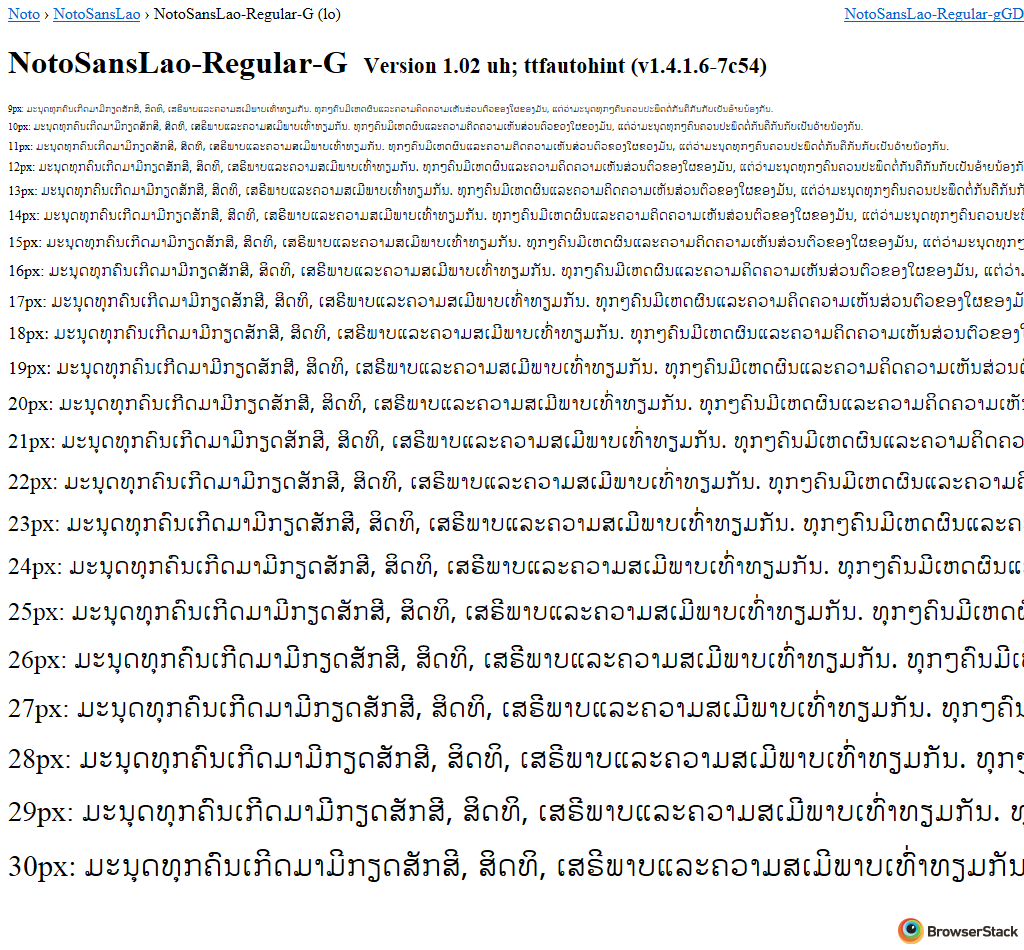 Noto › NotoSansLao › NotoSansLao-Regular-G (lo)
NotoSansLao-Regular-gGD
NotoSansLao-Regular-G Version 1.02 uh; ttfautohint (v1.4.1.6-7c54)
9px: ມະນຸດທຸກຄົນເກີດມາມີກຽດສັກສີ, ສິດທິ, ເສຣີພາບແລະຄວາມສເມີພາບເທົ່າທຽມກັນ. ທຸກໆຄົນມີເຫດຜົນແລະຄວາມຄິດຄວາມເຫັນສ່ວນຕົວຂອງໃຜຂອງມັນ, ແຕ່ວ່າມະນຸດທຸກໆຄົນຄວນປະພຶດຕໍ່ກັນຄືກັນກັບເປັນອ້າຍນ້ອງກັນ.
10px: ມະນຸດທຸກຄົນເກີດມາມີກຽດສັກສີ, ສິດທິ, ເສຣີພາບແລະຄວາມສເມີພາບເທົ່າທຽມກັນ. ທຸກໆຄົນມີເຫດຜົນແລະຄວາມຄິດຄວາມເຫັນສ່ວນຕົວຂອງໃຜຂອງມັນ, ແຕ່ວ່າມະນຸດທຸກໆຄົນຄວນປະພຶດຕໍ່ກັນຄືກັນກັບເປັນອ້າຍນ້ອງກັນ.
11px: ມະນຸດທຸກຄົນເກີດມາມີກຽດສັກສີ, ສິດທິ, ເສຣີພາບແລະຄວາມສເມີພາບເທົ່າທຽມກັນ. ທຸກໆຄົນມີເຫດຜົນແລະຄວາມຄິດຄວາມເຫັນສ່ວນຕົວຂອງໃຜຂອງມັນ, ແຕ່ວ່າມະນຸດທຸກໆຄົນຄວນປະພຶດຕໍ່ກັນຄືກັນກັບເປັນອ້າຍນ້ອງກັນ.
12px: ມະນຸດທຸກຄົນເກີດມາມີກຽດສັກສີ, ສິດທິ, ເສຣີພາບແລະຄວາມສເມີພາບເທົ່າທຽມກັນ. ທຸກໆຄົນມີເຫດຜົນແລະຄວາມຄິດຄວາມເຫັນສ່ວນຕົວຂອງໃຜຂອງມັນ, ແຕ່ວ່າມະນຸດທຸກໆຄົນຄວນປະພຶດຕໍ່ກັນຄືກັນກັບເປັນອ້າຍນ້ອງກັ
13px: ມະນຸດທຸກຄົນເກີດມາມີກຽດສັກສີ, ສິດທິ, ເສຣີພາບແລະຄວາມສເມີພາບເທົ່າທຽມກັນ. ທຸກໆຄົນມີເຫດຜົນແລະຄວາມຄິດຄວາມເຫັນສ່ວນຕົວຂອງໃຜຂອງມັນ, ແຕ່ວ່າມະນຸດທຸກໆຄົນຄວນປະພຶດຕໍ່ກັນຄືກັນກັ
14px: ມະນຸດທຸກຄົນເກີດມາມີກຽດສັກສີ, ສິດທິ, ເສຣີພາບແລະຄວາມສເມີພາບເທົ່າທຽມກັນ. ທຸກໆຄົນມີເຫດຜົນແລະຄວາມຄິດຄວາມເຫັນສ່ວນຕົວຂອງໃຜຂອງມັນ, ແຕ່ວ່າມະນຸດທຸກໆຄົນຄວນປະພຶ
15px: ມະນຸດທຸກຄົນເກີດມາມີກຽດສັກສີ, ສິດທິ, ເສຣີພາບແລະຄວາມສເມີພາບເທົ່າທຽມກັນ. ທຸກໆຄົນມີເຫດຜົນແລະຄວາມຄິດຄວາມເຫັນສ່ວນຕົວຂອງໃຜຂອງມັນ, ແຕ່ວ່າມະນຸດທຸກໆ
16px: ມະນຸດທຸກຄົນເກີດມາມີກຽດສັກສີ, ສິດທິ, ເສຣີພາບແລະຄວາມສເມີພາບເທົ່າທຽມກັນ. ທຸກໆຄົນມີເຫດຜົນແລະຄວາມຄິດຄວາມເຫັນສ່ວນຕົວຂອງໃຜຂອງມັນ, ແຕ່ວ່າ
17px: ມະນຸດທຸກຄົນເກີດມາມີກຽດສັກສີ, ສິດທິ, ເສຣີພາບແລະຄວາມສເມີພາບເທົ່າທຽມກັນ. ທຸກໆຄົນມີເຫດຜົນແລະຄວາມຄິດຄວາມເຫັນສ່ວນຕົວຂອງໃຜຂອງມັ
18px: ມະນຸດທຸກຄົນເກີດມາມີກຽດສັກສີ, ສິດທິ, ເສຣີພາບແລະຄວາມສເມີພາບເທົ່າທຽມກັນ. ທຸກໆຄົນມີເຫດຜົນແລະຄວາມຄິດຄວາມເຫັນສ່ວນຕົວຂອງ
19px: ມະນຸດທຸກຄົນເກີດມາມີກຽດສັກສີ, ສິດທິ, ເສຣີພາບແລະຄວາມສເມີພາບເທົ່າທຽມກັນ. ທຸກໆຄົນມີເຫດຜົນແລະຄວາມຄິດຄວາມເຫັນສ່ວນ
20px: ມະນຸດທຸກຄົນເກີດມາມີກຽດສັກສີ, ສິດທິ, ເສຣີພາບແລະຄວາມສເມີພາບເທົ່າທຽມກັນ. ທຸກໆຄົນມີເຫດຜົນແລະຄວາມຄິດຄວາມເຫັ
21px: ມະນຸດທຸກຄົນເກີດມາມີກຽດສັກສີ, ສິດທິ, ເສຣີພາບແລະຄວາມສເມີພາບເທົ່າທຽມກັນ. ທຸກໆຄົນມີເຫດຜົນແລະຄວາມຄິດຄວ
22px: ມະນຸດທຸກຄົນເກີດມາມີກຽດສັກສີ, ສິດທິ, ເສຣີພາບແລະຄວາມສເມີພາບເທົ່າທຽມກັນ. ທຸກໆຄົນມີເຫດຜົນແລະຄວາມຄິ
23px: ມະນຸດທຸກຄົນເກີດມາມີກຽດສັກສີ, ສິດທິ, ເສຣີພາບແລະຄວາມສເມີພາບເທົ່າທຽມກັນ. ທຸກໆຄົນມີເຫດຜົນແລະຄ
24px: ມະນຸດທຸກຄົນເກີດມາມີກຽດສັກສີ, ສິດທິ, ເສຣີພາບແລະຄວາມສເມີພາບເທົ່າທຽມກັນ. ທຸກໆຄົນມີເຫດຜົນແ
25px: ມະນຸດທຸກຄົນເກີດມາມີກຽດສັກສີ, ສິດທິ, ເສຣີພາບແລະຄວາມສເມີພາບເທົ່າທຽມກັນ. ທຸກໆຄົນມີເຫດຜົ
26px: ມະນຸດທຸກຄົນເກີດມາມີກຽດສັກສີ, ສິດທິ, ເສຣີພາບແລະຄວາມສເມີພາບເທົ່າທຽມກັນ. ທຸກໆຄົນມີເ
27px: ມະນຸດທຸກຄົນເກີດມາມີກຽດສັກສີ, ສິດທິ, ເສຣີພາບແລະຄວາມສເມີພາບເທົ່າທຽມກັນ. ທຸກໆຄົນ
28px: ມະນຸດທຸກຄົນເກີດມາມີກຽດສັກສີ, ສິດທິ, ເສຣີພາບແລະຄວາມສເມີພາບເທົ່າທຽມກັນ. ທຸກໆ
29px: ມະນຸດທຸກຄົນເກີດມາມີກຽດສັກສີ, ສິດທິ, ເສຣີພາບແລະຄວາມສເມີພາບເທົ່າທຽມກັນ. ທຸ
30px: ມະນຸດທຸກຄົນເກີດມາມີກຽດສັກສີ, ສິດທິ, ເສຣີພາບແລະຄວາມສເມີພາບເທົ່າທຽມກັນ
BrowserStack